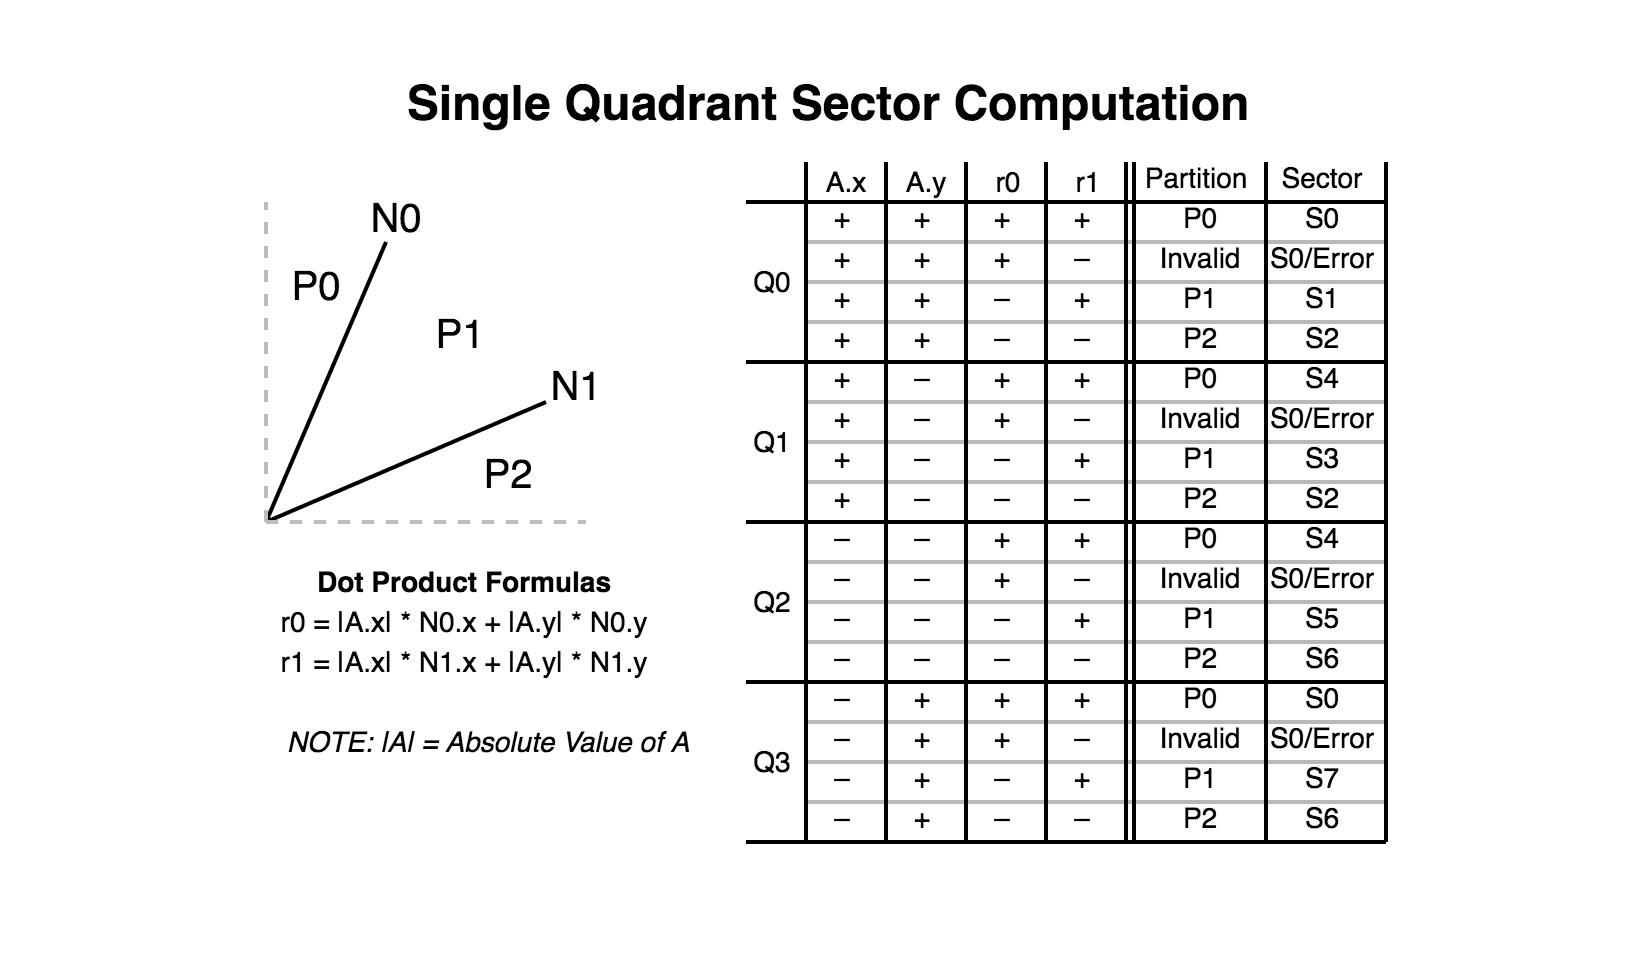 Single Quadrant Sector Computation
N0
P0
P1
N1
P2
Dot Product Formulas
r0 = |A.x| * N0.x + |A.y| * N0.y
r1 = |A.x| * N1.x + |A.y| * N1.y
NOTE: |A| = Absolute Value of A
A.x A.y r0 r1 Partition Sector
Q0
+ + + + P0 S0
+ + + – Invalid S0/Error
+ + – + P1 S1
+ + – – P2 S2
Q1
+ – + + P0 S4
+ – + – Invalid S0/Error
+ – – + P1 S3
+ – – – P2 S2
Q2
– – + + P0 S4
– – + – Invalid S0/Error
– – – + P1 S5
– – – – P2 S6
Q3
– + + + P0 S0
– + + – Invalid S0/Error
– + – + P1 S7
– + – – P2 S6